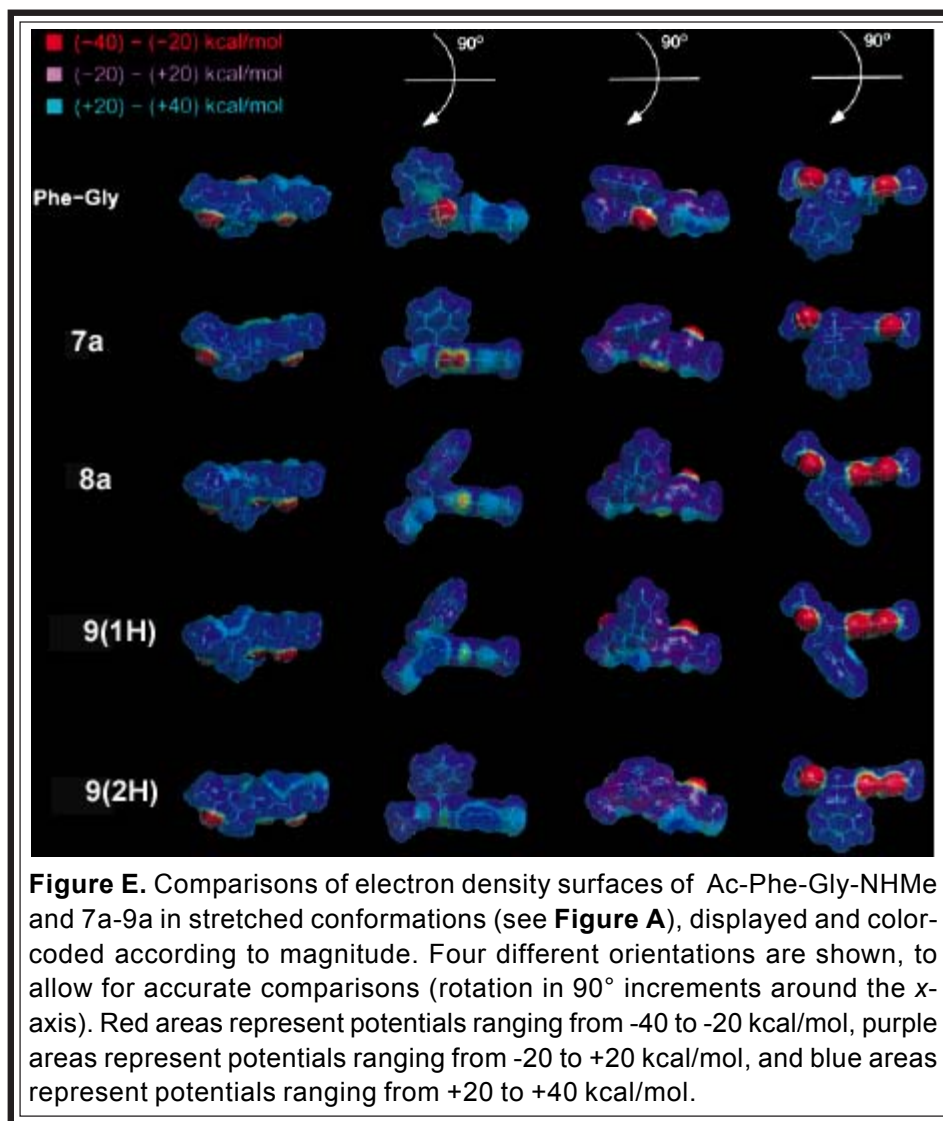 (−40) – (−20) kcal/mol
(−20) – (+20) kcal/mol
(+20) – (+40) kcal/mol
90º 90º 90º
Phe−Gly
7a
8a
9(1H)
9(2H)
Figure E. Comparisons of electron density surfaces of Ac-Phe-Gly-NHMe
and 7a-9a in stretched conformations (see Figure A), displayed and color-
coded according to magnitude. Four different orientations are shown, to
allow for accurate comparisons (rotation in 90° increments around the x-
axis). Red areas represent potentials ranging from -40 to -20 kcal/mol, purple
areas represent potentials ranging from -20 to +20 kcal/mol, and blue areas
represent potentials ranging from +20 to +40 kcal/mol.